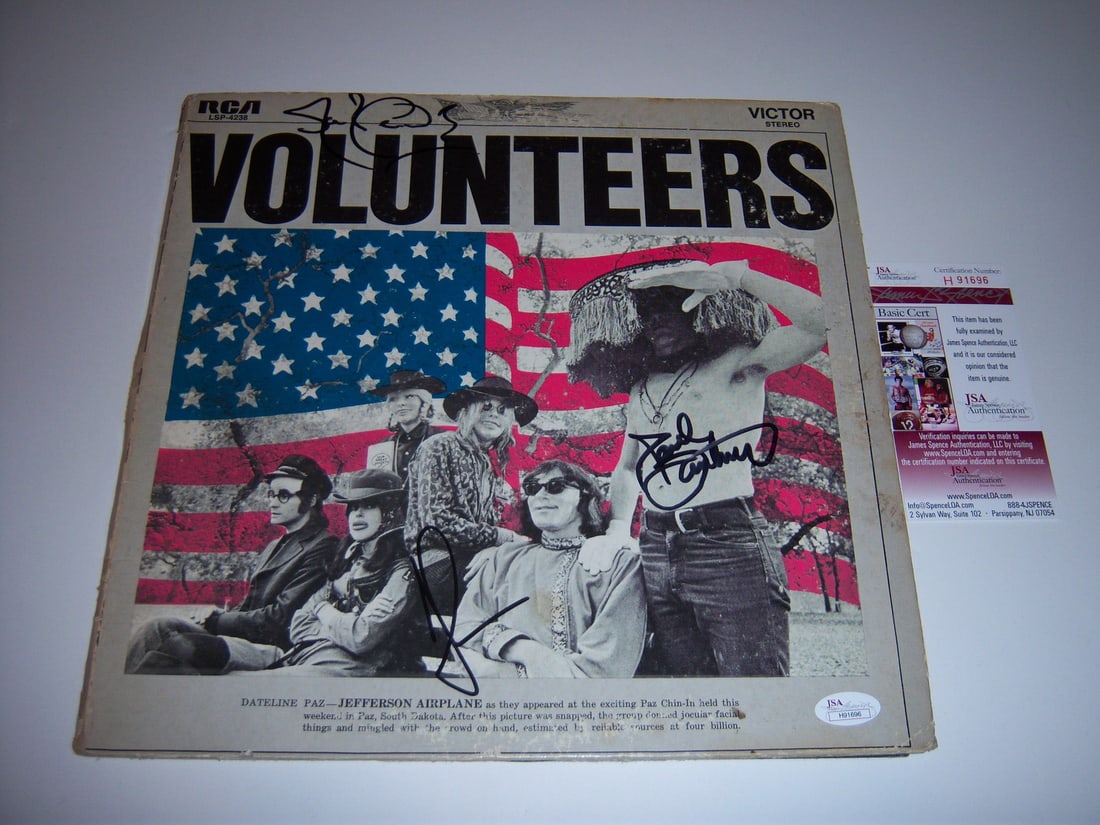 RCA
LSP-4238
VICTOR
STEREO
VOLUNTEERS
DATELINE PAZ—JEFFERSON AIRPLANE as they appeared at the exciting Paz Chin-In held this
weekend in Paz, South Dakota. After this picture was snapped, the group donned jocular facial
things and mingled with the crowd on hand, estimated by reliable sources at four billion.
JSA
H91696
JSA
Authentication
Certification Number:
H 91696
Basic Cert
This item has been
fully examined by
James Spence Authentication, LLC
and it is our considered
opinion that the
item is genuine.
JSA
Authentication
Verification inquiries can be made to
James Spence Authentication, LLC by visiting
www.SpenceLOA.com and entering
the certification number indicated on this certificate.
JSA
Authentication
www.SpenceLOA.com
Info@SpenceLOA.com 888-4JSPENCE
2 Sylvan Way, Suite 102 • Parsippany, NJ 07054